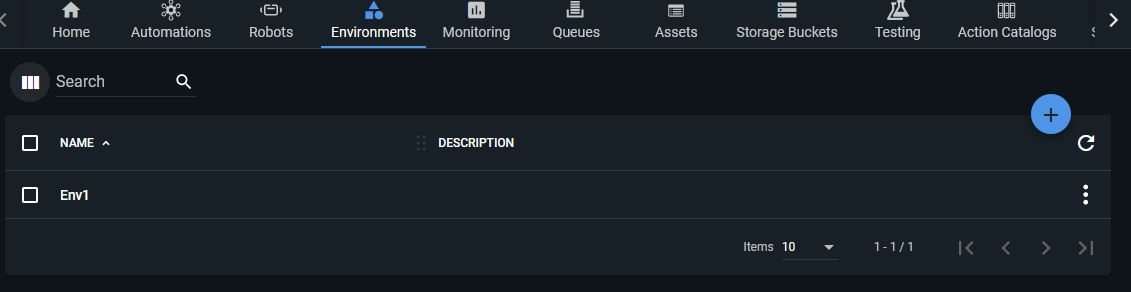 Home Automations Robots Environments Monitoring Queues Assets Storage Buckets Testing Action Catalogs
Search
NAME DESCRIPTION
Env1
Items 10 1 - 1 / 1